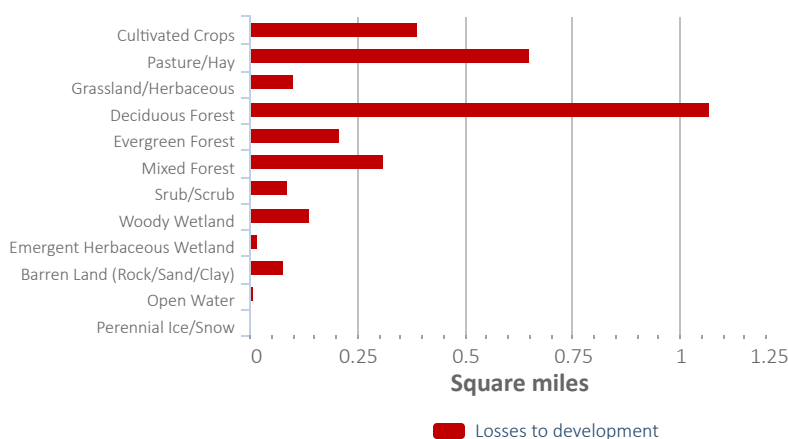 Cultivated Crops
Pasture/Hay
Grassland/Herbaceous
Deciduous Forest
Evergreen Forest
Mixed Forest
Srub/Scrub
Woody Wetland
Emergent Herbaceous Wetland
Barren Land (Rock/Sand/Clay)
Open Water
Perennial Ice/Snow
0 0.25 0.5 0.75 1 1.25
Square miles
Losses to development